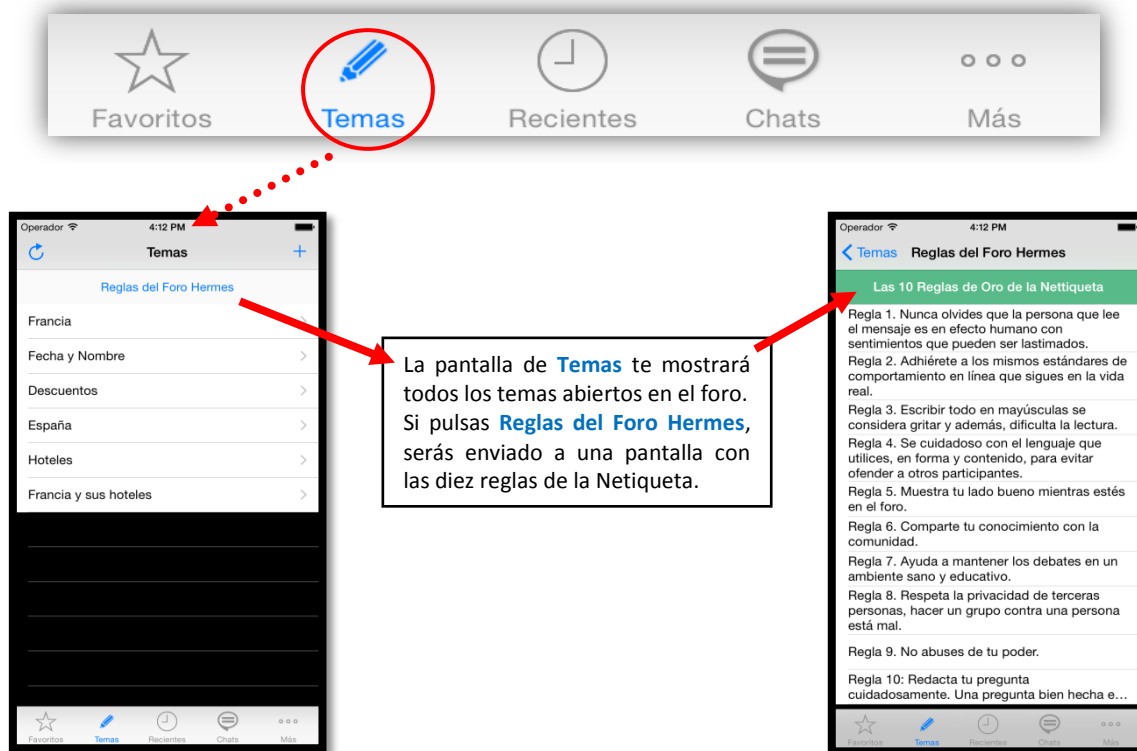 Favoritos
Temas
Recientes
Chats
Más
Operador
4:12 PM
Temas
+
Reglas del Foro Hermes
Francia
Fecha y Nombre
Descuentos
España
Hoteles
Francia y sus hoteles
Favoritos
Temas
Recientes
Chats
Más
La pantalla de Temas te mostrará
todos los temas abiertos en el foro.
Si pulsas Reglas del Foro Hermes,
serás enviado a una pantalla con
las diez reglas de la Netiqueta.
Operador
4:12 PM
Temas
Reglas del Foro Hermes
Las 10 Reglas de Oro de la Nettiqueta
Regla 1. Nunca olvides que la persona que lee
el mensaje es en efecto humano con
sentimientos que pueden ser lastimados.
Regla 2. Adhiérete a los mismos estándares de
comportamiento en línea que sigues en la vida
real.
Regla 3. Escribir todo en mayúsculas se
considera gritar y además, dificulta la lectura.
Regla 4. Se cuidadoso con el lenguaje que
utilices, en forma y contenido, para evitar
ofender a otros participantes.
Regla 5. Muestra tu lado bueno mientras estés
en el foro.
Regla 6. Comparte tu conocimiento con la
comunidad.
Regla 7. Ayuda a mantener los debates en un
ambiente sano y educativo.
Regla 8. Respeta la privacidad de terceras
personas, hacer un grupo contra una persona
está mal.
Regla 9. No abuses de tu poder.
Regla 10: Redacta tu pregunta
cuidadosamente. Una pregunta bien hecha e…
Favoritos
Temas
Recientes
Chats
Más